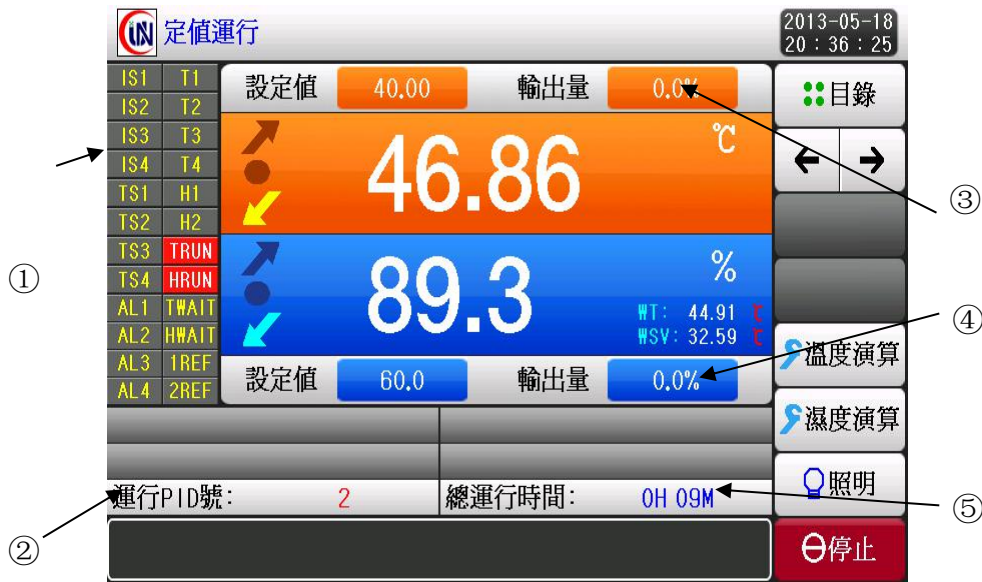 iN 定值運行
2013-05-18
20 : 36 : 25
IS1 T1
IS2 T2
IS3 T3
IS4 T4
TS1 H1
TS2 H2
TS3 TRUN
TS4 HRUN
AL1 TWAIT
AL2 HWAIT
AL3 1REF
AL4 2REF
設定值 40.00 輸出量 0.0%
46.86 ℃
89.3 %
WT: 44.91 ℃
WSV: 32.59 ℃
設定值 60.0 輸出量 0.0%
運行PID號: 2 總運行時間: 0H 09M
目錄
← →
溫度演算
濕度演算
照明
停止
①
②
③
④
⑤